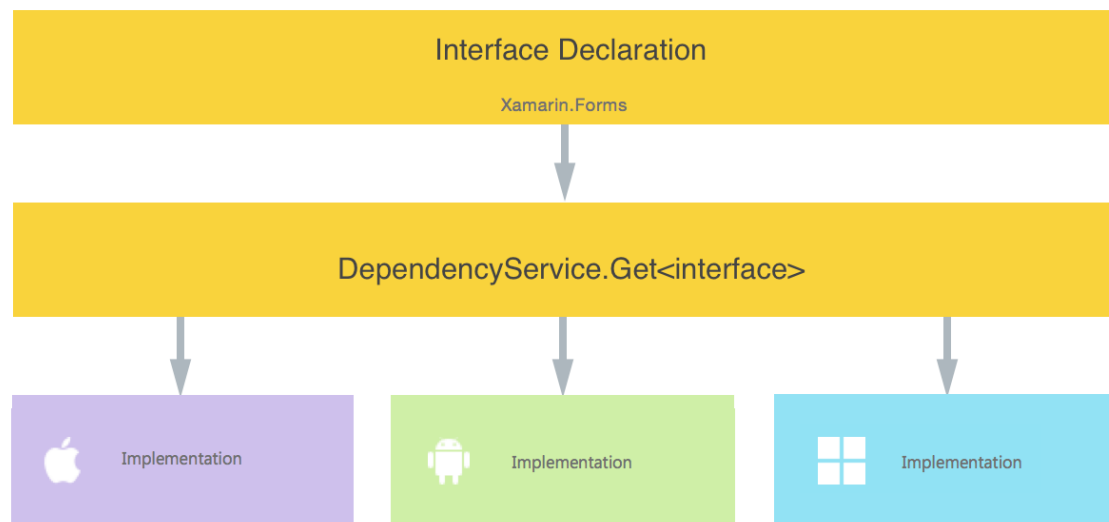 Interface Declaration
Xamarin.Forms
DependencyService.Get<interface>
Implementation
Implementation
Implementation